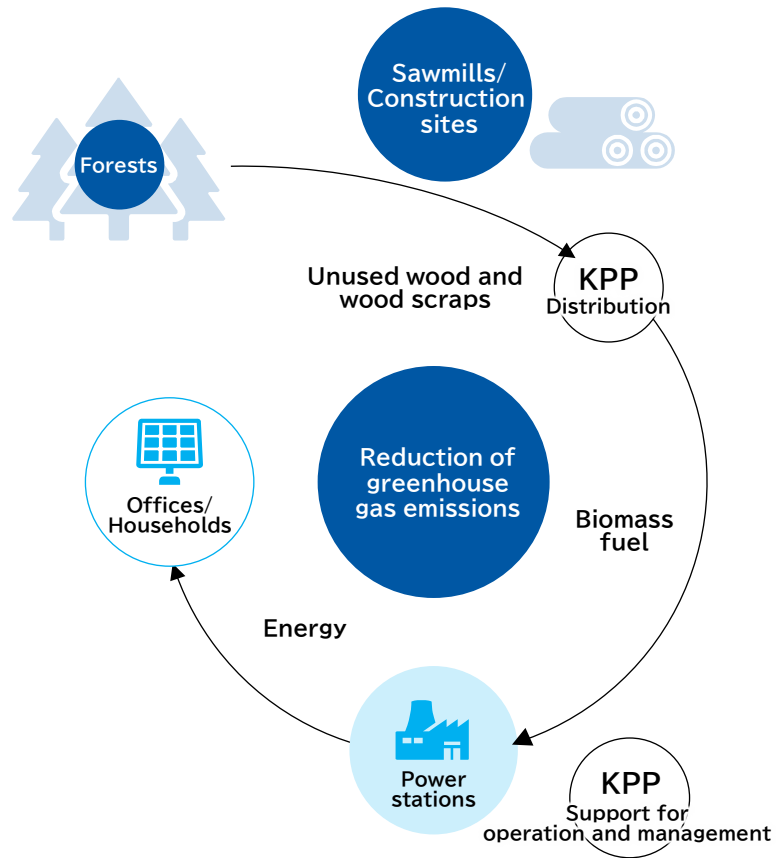 Sawmills/
Construction
sites
Forests
Unused wood and
wood scraps
KPP
Distribution
Reduction of
greenhouse
gas emissions
Offices/
Households
Biomass
fuel
Energy
Power
stations
KPP
Support for
operation and management